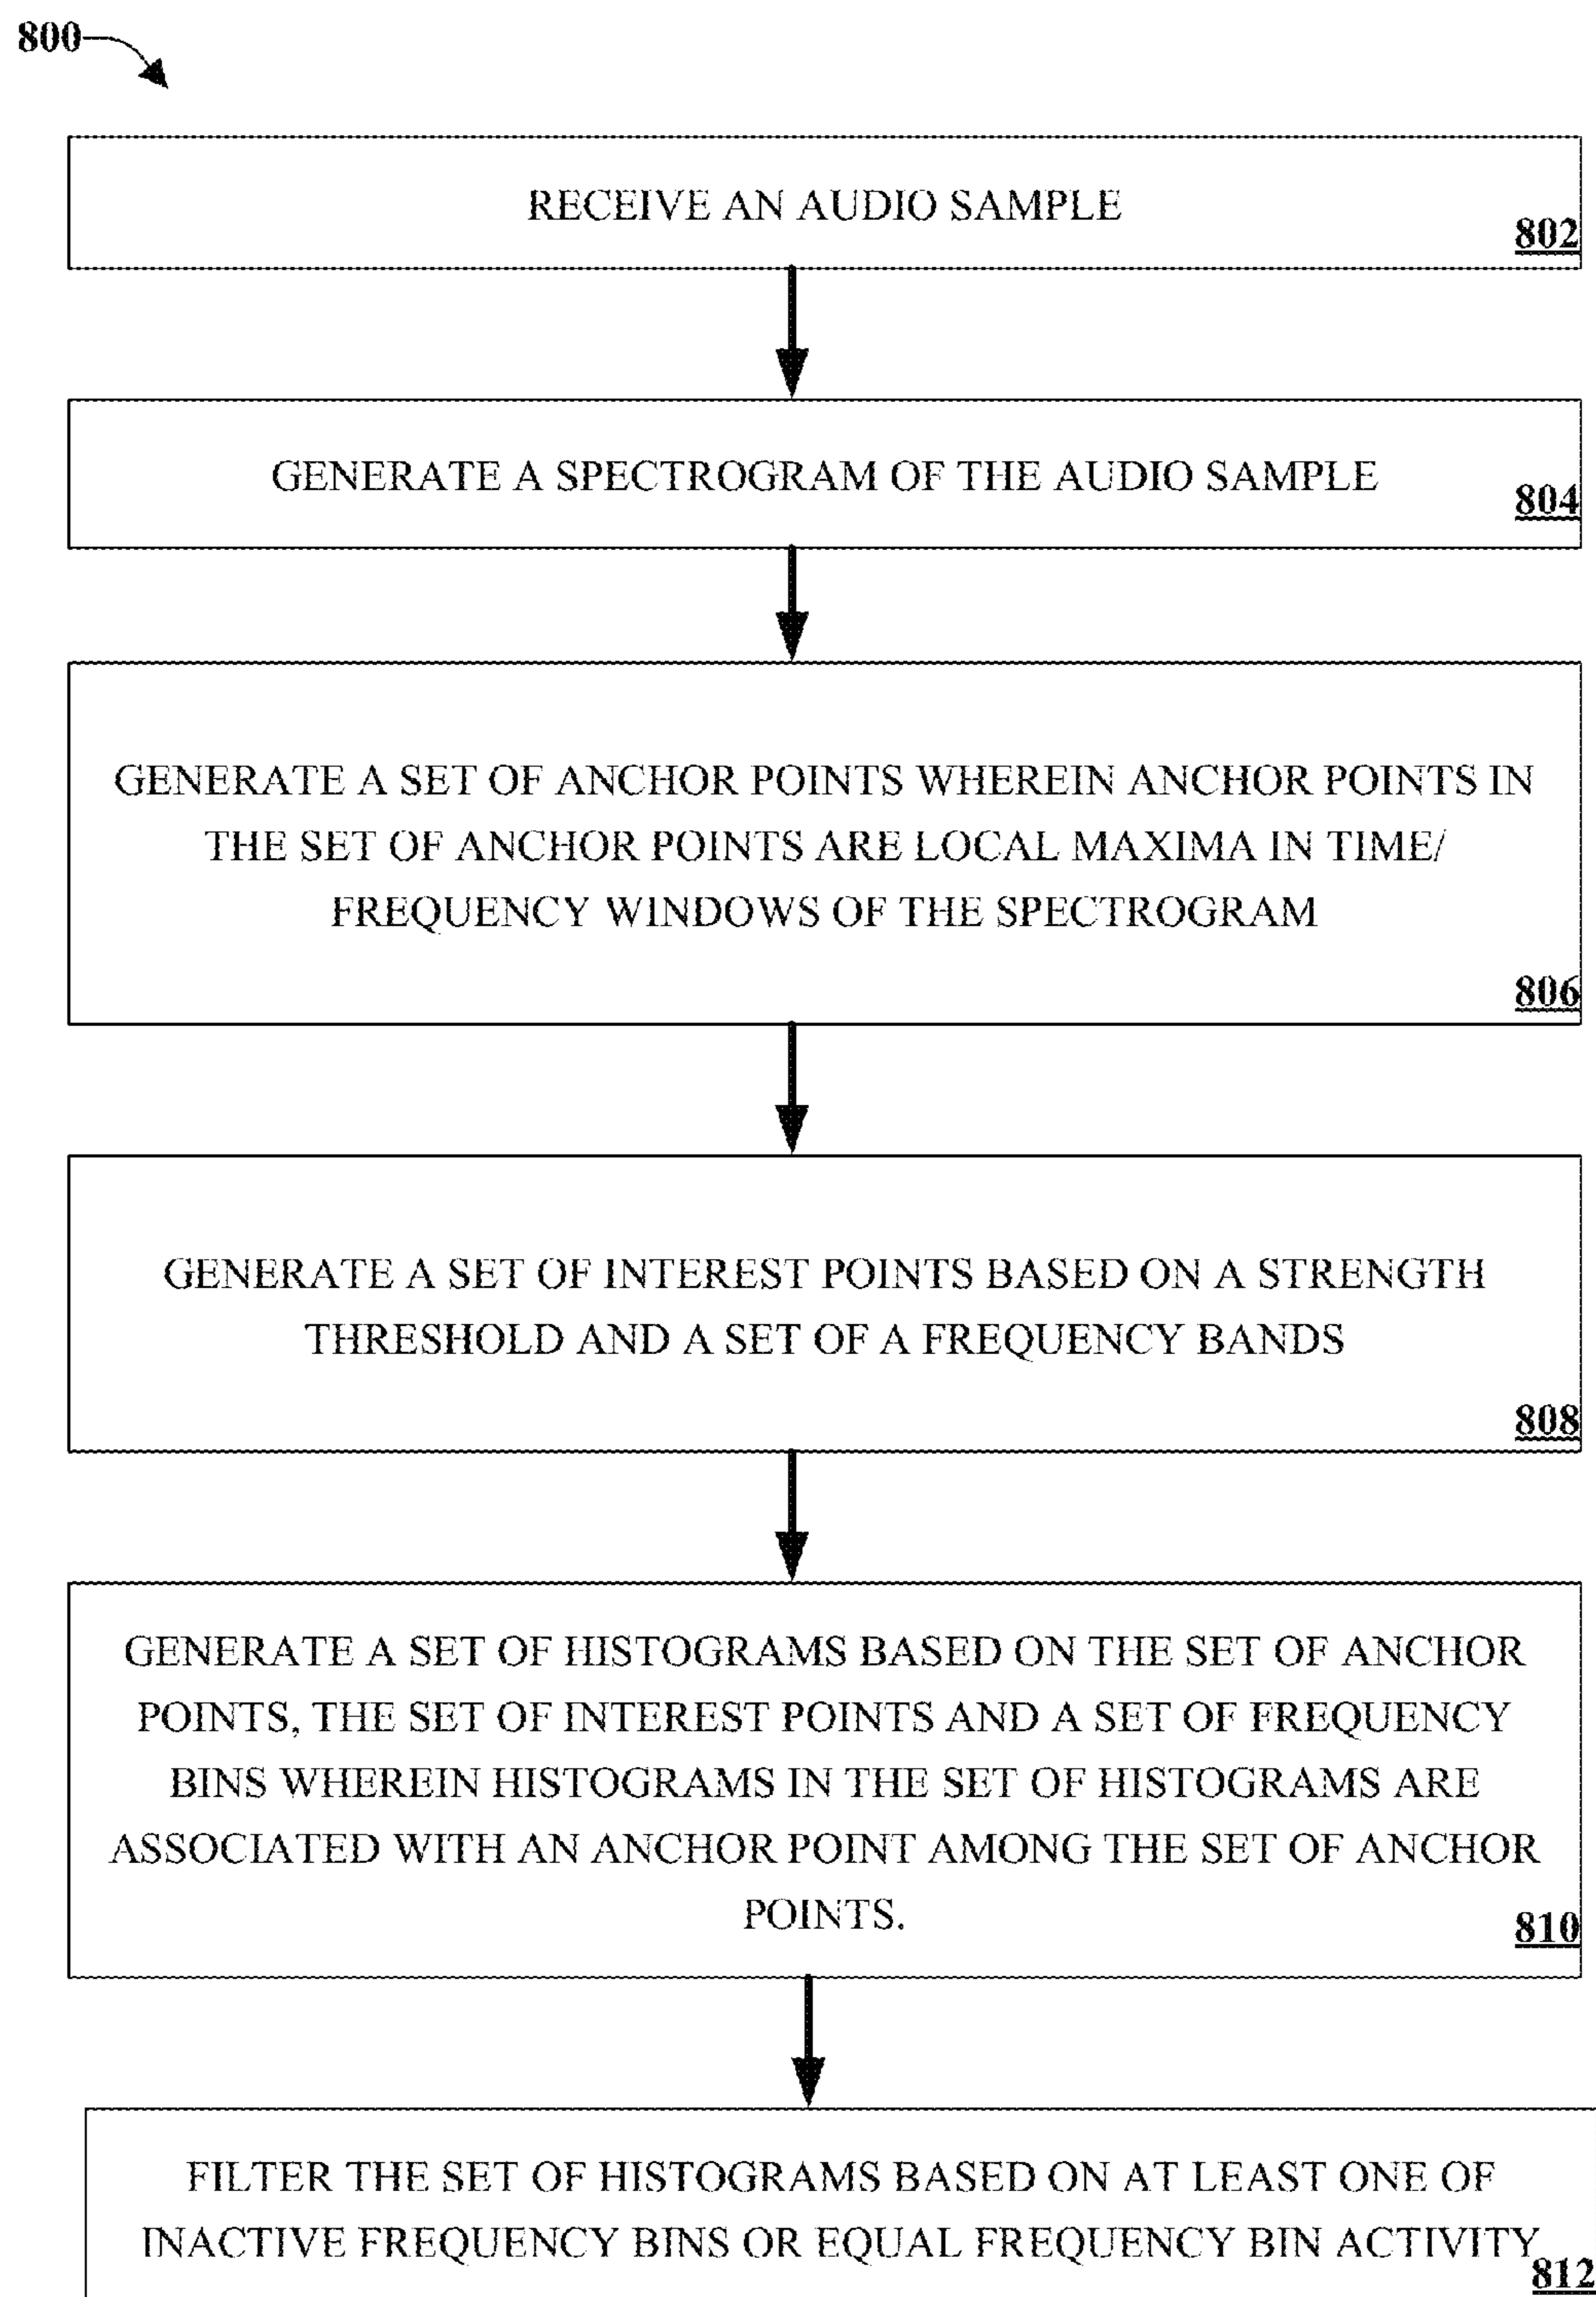 800
RECEIVE AN AUDIO SAMPLE
802
GENERATE A SPECTROGRAM OF THE AUDIO SAMPLE
804
GENERATE A SET OF ANCHOR POINTS WHEREIN ANCHOR POINTS IN
THE SET OF ANCHOR POINTS ARE LOCAL MAXIMA IN TIME/
FREQUENCY WINDOWS OF THE SPECTROGRAM
806
GENERATE A SET OF INTEREST POINTS BASED ON A STRENGTH
THRESHOLD AND A SET OF A FREQUENCY BANDS
808
GENERATE A SET OF HISTOGRAMS BASED ON THE SET OF ANCHOR
POINTS, THE SET OF INTEREST POINTS AND A SET OF FREQUENCY
BINS WHEREIN HISTOGRAMS IN THE SET OF HISTOGRAMS ARE
ASSOCIATED WITH AN ANCHOR POINT AMONG THE SET OF ANCHOR
POINTS.
810
FILTER THE SET OF HISTOGRAMS BASED ON AT LEAST ONE OF
INACTIVE FREQUENCY BINS OR EQUAL FREQUENCY BIN ACTIVITY
812